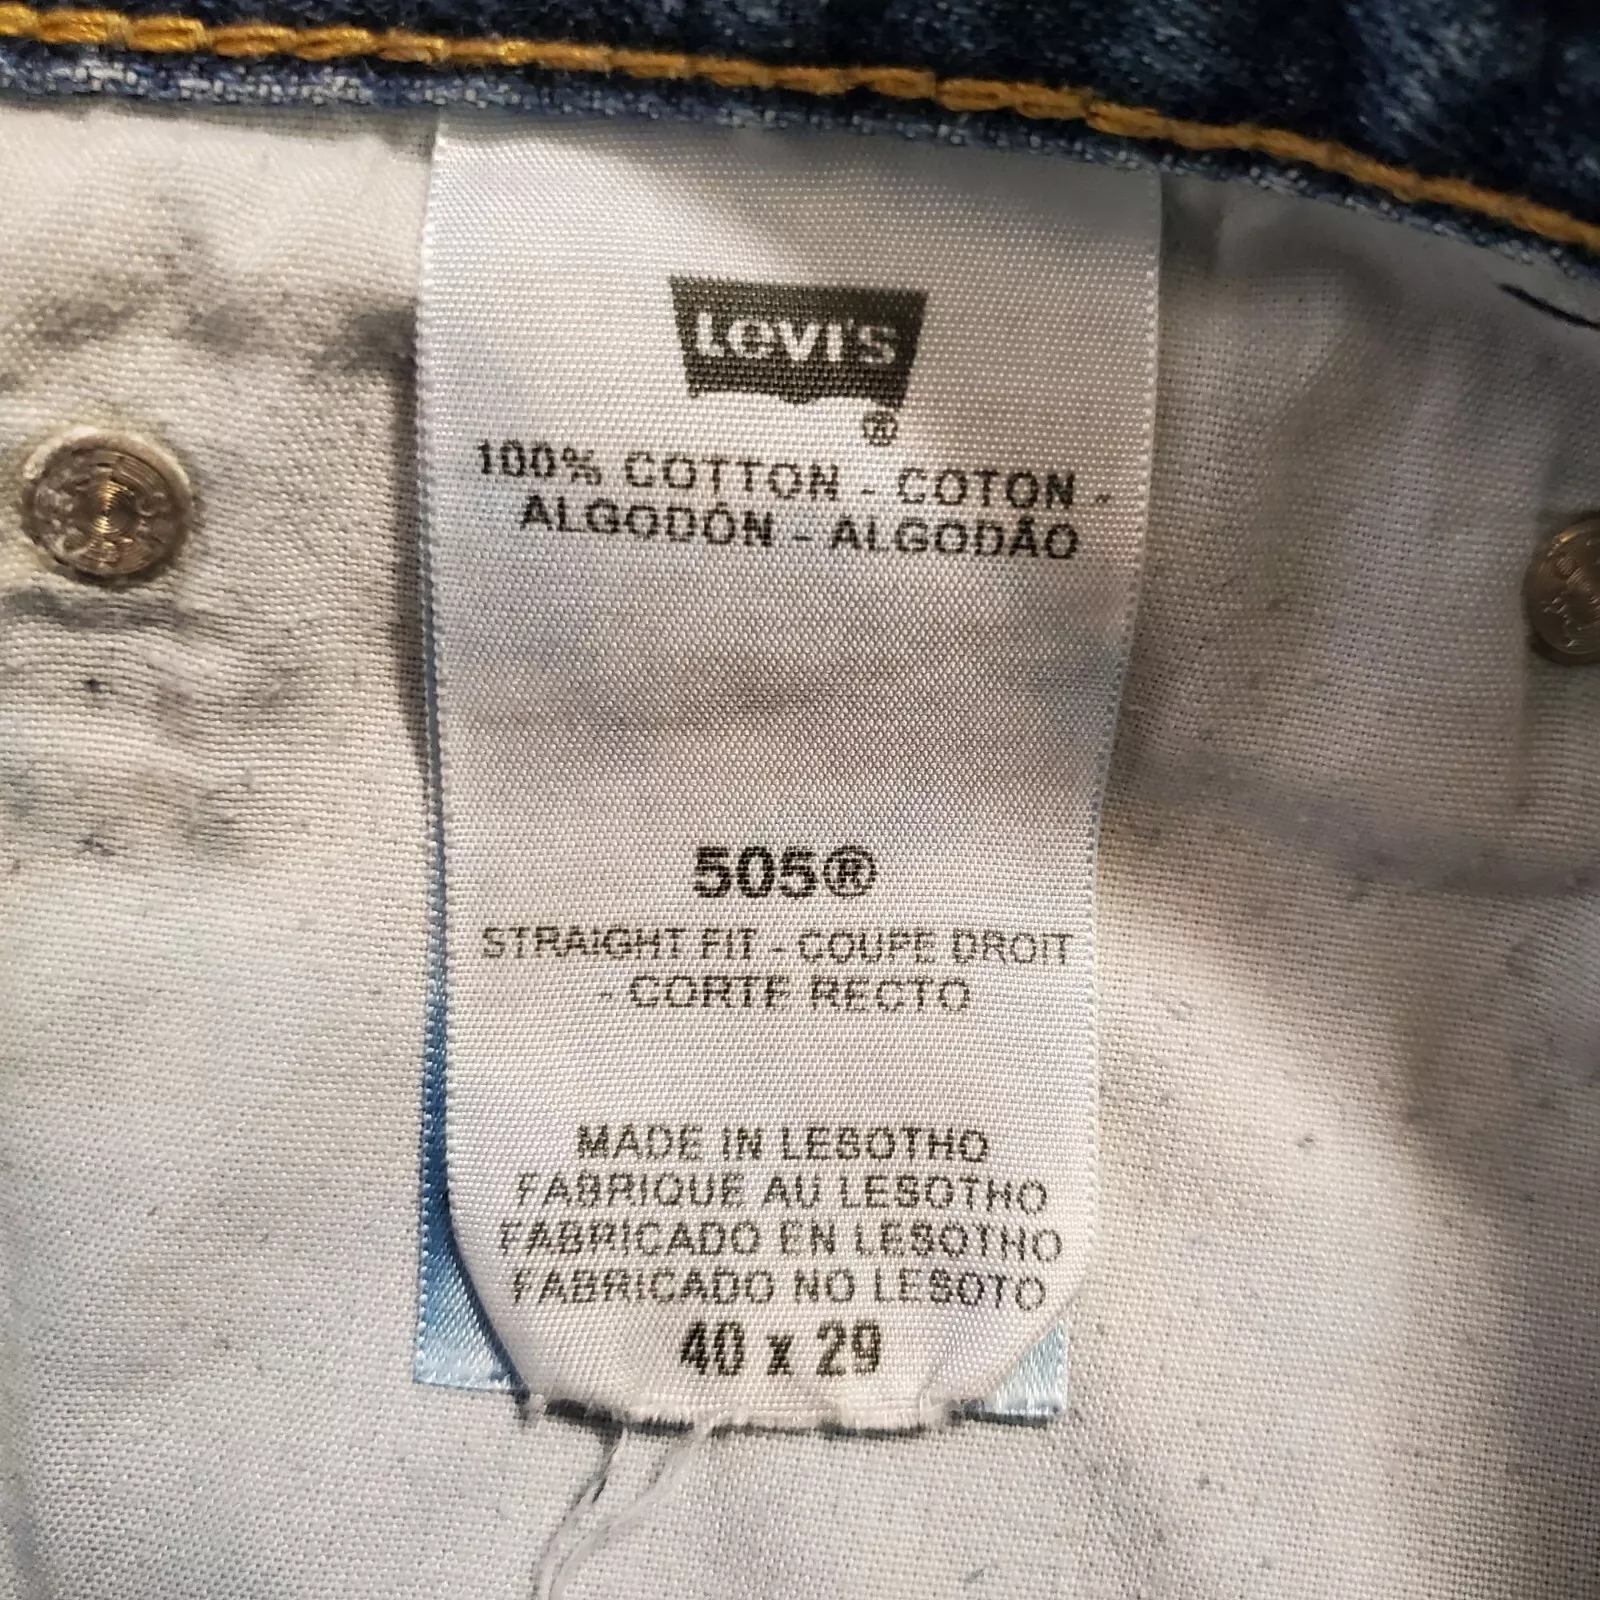 Levi's
®
100% COTTON - COTON -
ALGODÓN - ALGODÃO
505®
STRAIGHT FIT - COUPE DROIT
- CORTE RECTO
MADE IN LESOTHO
FABRIQUE AU LESOTHO
FABRICADO EN LESOTHO
FABRICADO NO LESOTO
40 x 29